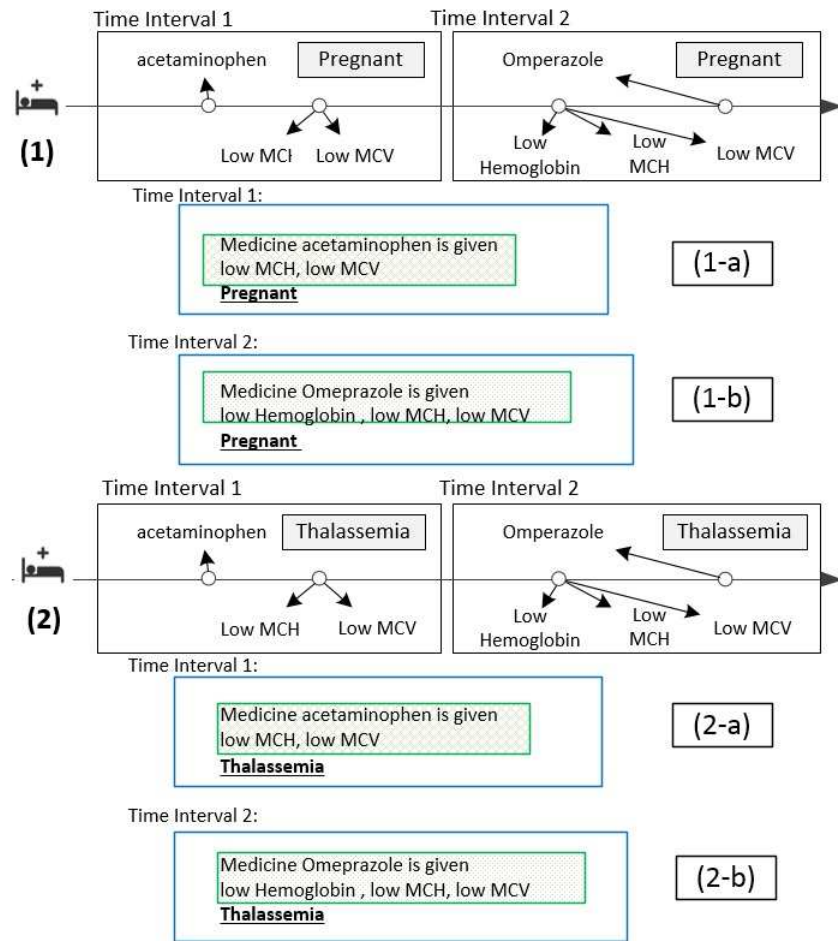 Time Interval 1
Time Interval 2
acetaminophen
Pregnant
Omperazole
Pregnant
(1)
Low MCH
Low MCV
Low
Hemoglobin
Low
MCH
Low MCV
Time Interval 1:
Medicine acetaminophen is given
low MCH, low MCV
Pregnant
(1-a)
Time Interval 2:
Medicine Omeprazole is given
low Hemoglobin , low MCH, low MCV
Pregnant
(1-b)
Time Interval 1
Time Interval 2
acetaminophen
Thalassemia
Omperazole
Thalassemia
(2)
Low MCH
Low MCV
Low
Hemoglobin
Low
MCH
Low MCV
Time Interval 1:
Medicine acetaminophen is given
low MCH, low MCV
Thalassemia
(2-a)
Time Interval 2:
Medicine Omeprazole is given
low Hemoglobin , low MCH, low MCV
Thalassemia
(2-b)